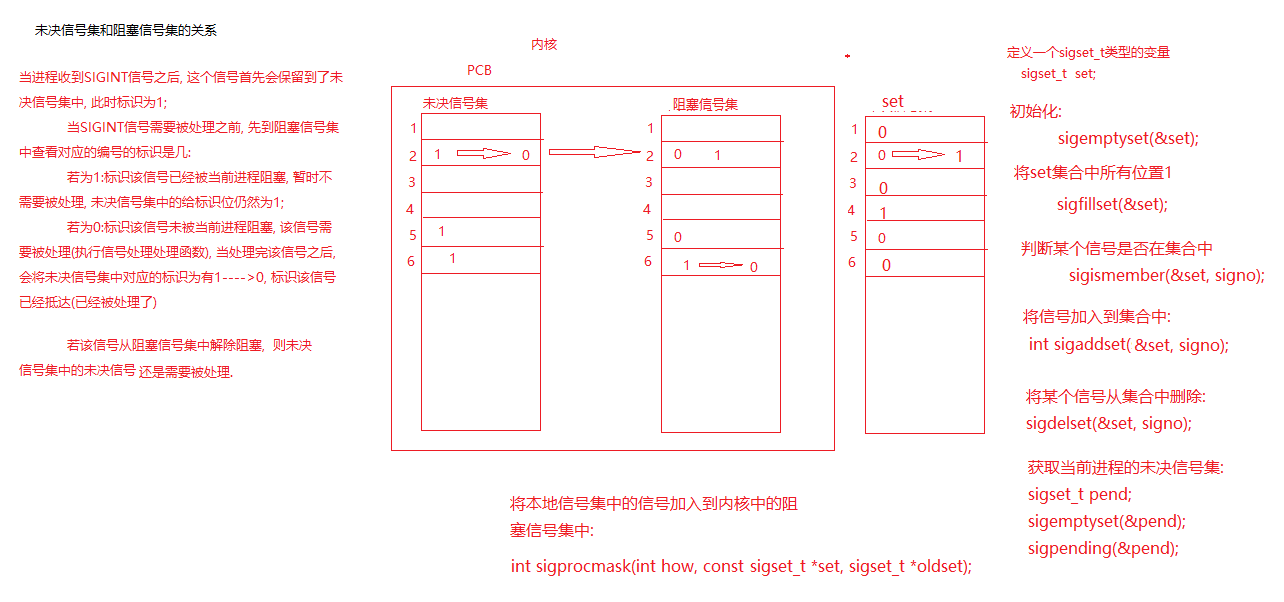 未决信号集和阻塞信号集的关系
当进程收到SIGINT信号之后, 这个信号首先会保留到了未
决信号集中, 此时标识为1;
当SIGINT信号需要被处理之前, 先到阻塞信号集
中查看对应的编号的标识是几:
若为1:标识该信号已经被当前进程阻塞, 暂时不
需要被处理, 未决信号集中的给标识位仍然为1;
若为0:标识该信号未被当前进程阻塞, 该信号需
要被处理(执行信号处理处理函数), 当处理完该信号之后,
会将未决信号集中对应的标识为有1---->0, 标识该信号
已经抵达(已经被处理了)
若该信号从阻塞信号集中解除阻塞, 则未决
信号集中的未决信号 还是需要被处理.
内核
PCB
未决信号集
1
2 1 0
3
4
5 1
6 1
阻塞信号集
1
2 0 1
3
4
5 0
6 1 0
*
set
1 0
2 0 1
3 0
4 1
5 0
6 0
将本地信号集中的信号加入到内核中的阻
塞信号集中:
int sigprocmask(int how, const sigset_t *set, sigset_t *oldset);
定义一个sigset_t类型的变量
sigset_t set;
初始化:
sigemptyset(&set);
将set集合中所有位置1
sigfillset(&set);
判断某个信号是否在集合中
sigismember(&set, signo);
将信号加入到集合中:
int sigaddset( &set, signo);
将某个信号从集合中删除:
sigdelset(&set, signo);
获取当前进程的未决信号集:
sigset_t pend;
sigemptyset(&pend);
sigpending(&pend);